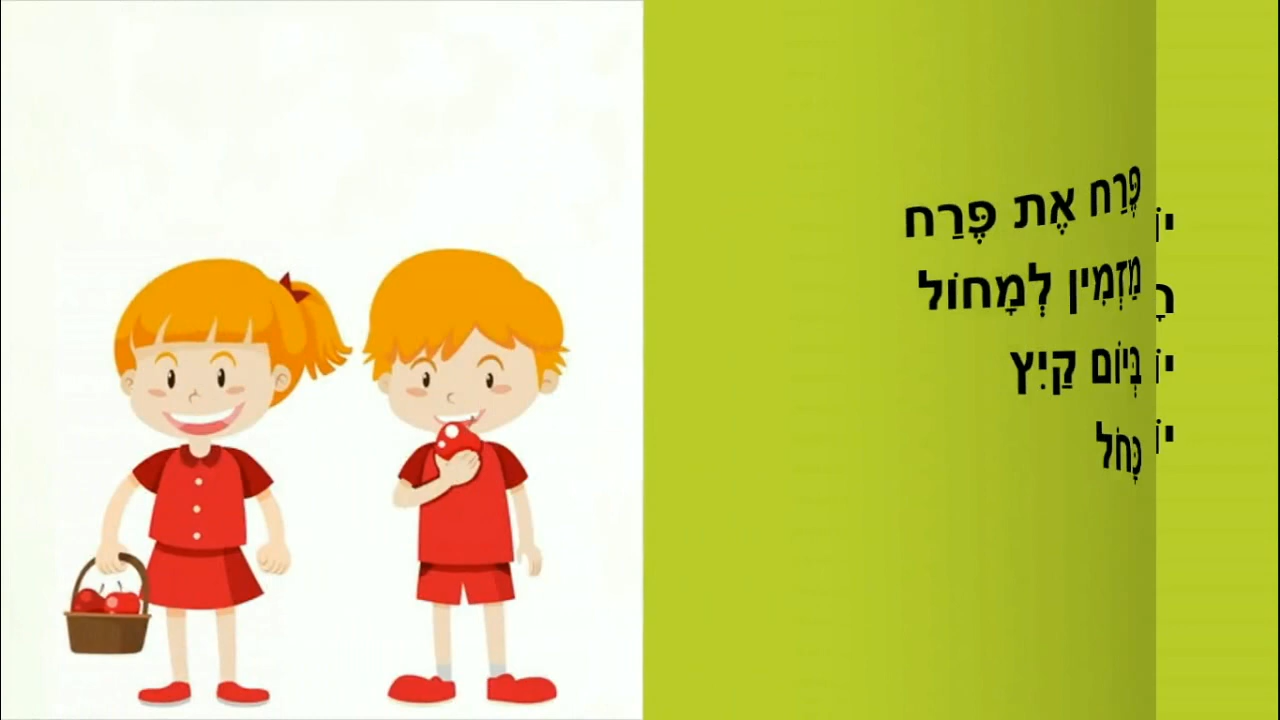 פֶּרַח אֶת פֶּרַח
מַזְמִין לְמָחוֹל
בְּיוֹם קַיִץ
כָּחֹל